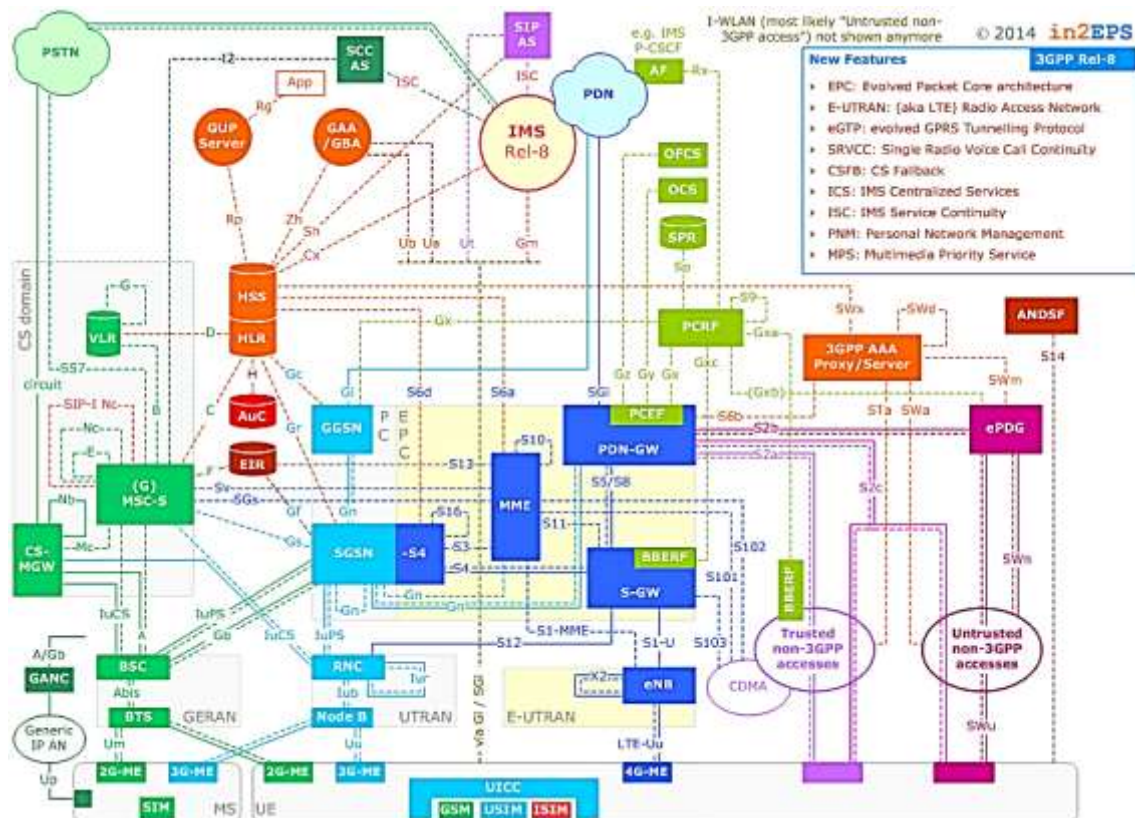 PSTN
SCC
AS
SIP
AS
e.g. IMS
P-CSCF
AF
I-WLAN (most likely "Untrusted non-
3GPP access") not shown anymore
© 2014 in2EPS
New Features
3GPP Rel-8
EPC: Evolved Packet Core architecture
E-UTRAN: (aka LTE) Radio Access Network
eGTP: evolved GPRS Tunnelling Protocol
SRVCC: Single Radio Voice Call Continuity
CSFB: CS Fallback
ICS: IMS Centralized Services
ISC: IMS Service Continuity
PNM: Personal Network Management
MPS: Multimedia Priority Service
I2
ISC
ISC
Rx
App
Rg
PDN
GUP
Server
GAA
/GBA
IMS
Rel-8
OFCS
OCS
SPR
Rp
Zh
Sh
Cx
Ub
Ua
Ut
Gm
Sp
CS domain
G
VLR
D
HSS
HLR
Gx
S9
PCRF
Gxa
Gxc
SWx
SWd
3GPP AAA
Proxy/Server
ANDSF
S14
SS7
circuit
B
C
H
Gc
Gr
Gi
S6d
S6a
SGi
Gz
Gy
Gx
(Gxb)
SWm
SIP-I Nc
Nc
E
AuC
EIR
F
Gf
GGSN
P
C
E
P
C
PCEF
PDN-GW
S6b
STa
SWa
S2b
S2a
S2c
ePDG
(G)
MSC-S
Sv
SGs
S13
S10
MME
S5/S8
S11
Nb
Mc
CS-
MGW
Gs
Gn
SGSN
-S4
S16
S3
S4
BBERF
S-GW
S102
S101
S103
BBERF
SWn
IuCS
A
IuPS
Gb
IuCS
IuPS
Gn
Gn
Gn
S12
S1-MME
S1-U
A/Gb
GANC
BSC
Abis
BTS
GERAN
RNC
Iur
Iub
Node B
UTRAN
via Gi / SGi
X2
eNB
E-UTRAN
CDMA
Trusted
non-3GPP
accesses
Untrusted
non-3GPP
accesses
Generic
IP AN
Um
Uu
LTE-Uu
SWu
Up
2G-ME
3G-ME
2G-ME
3G-ME
4G-ME
SIM
MS
UE
UICC
GSM
USIM
ISIM